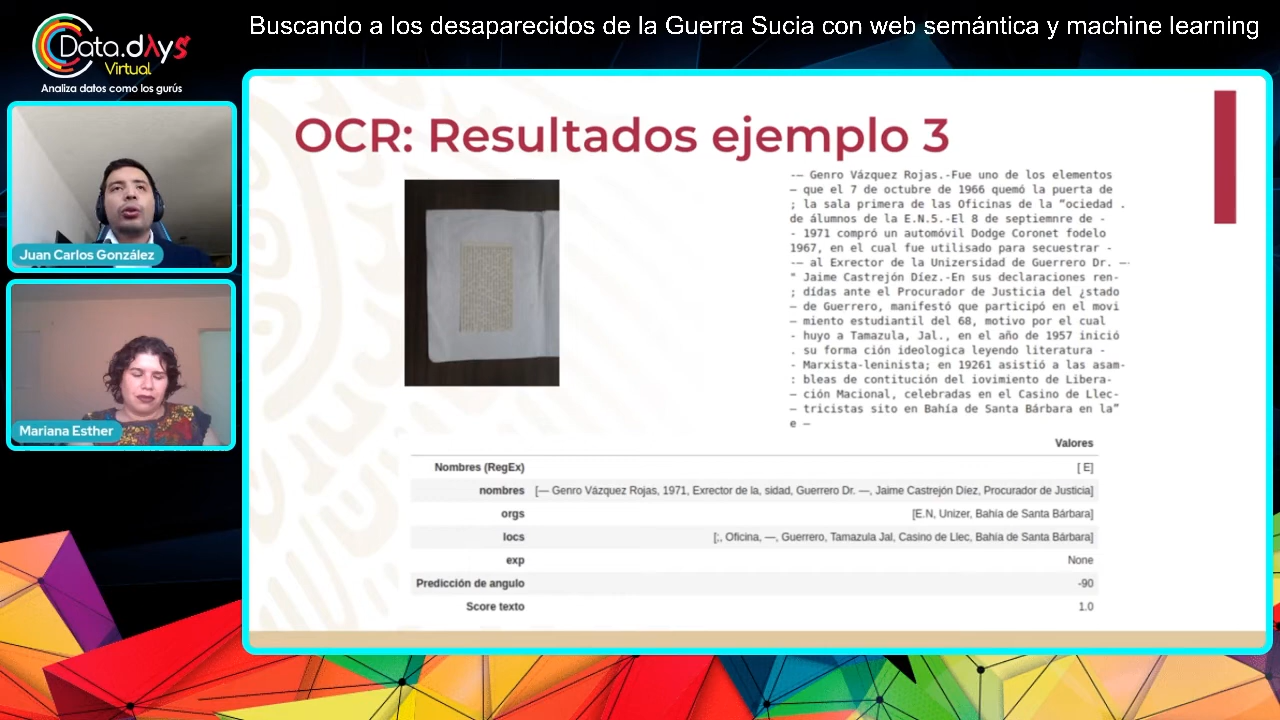 Buscando a los desaparecidos de la Guerra Sucia con web semántica y machine learning
Data.dλys
Virtual
Analiza datos como los gurús
Juan Carlos González
Mariana Esther
OCR: Resultados ejemplo 3
-— Genro Vázquez Rojas.-Fue uno de los elementos
— que el 7 de octubre de 1966 quemó la puerta de
; la sala primera de las Oficinas de la “ociedad .
de álumnos de la E.N.5.-El 8 de septiemnre de -
- 1971 compró un automóvil Dodge Coronet fodelo
1967, en el cual fue utilisado para secuestrar -
-— al Exrector de la Unizersidad de Guerrero Dr. —-
" Jaime Castrejón Díez.-En sus declaraciones ren-
; dídas ante el Procurador de Justicia del ¿stado
— de Guerrero, manifestó que participó en el movi
— miento estudiantil del 68, motivo por el cual
- huyo a Tamazula, Jal., en el año de 1957 inició
. su forma ción ideologica leyendo literatura -
- Marxista-leninista; en 19261 asistió a las asam-
: bleas de contitución del iovimiento de Libera-
— ción Macional, celebradas en el Casino de Llec-
— tricistas sito en Bahía de Santa Bárbara en la”
e —
Valores
Nombres (RegEx) [ E]
nombres [— Genro Vázquez Rojas, 1971, Exrector de la, sidad, Guerrero Dr. —, Jaime Castrejón Díez, Procurador de Justicia]
orgs [E.N, Unizer, Bahía de Santa Bárbara]
locs [;, Oficina, —, Guerrero, Tamazula Jal, Casino de Llec, Bahía de Santa Bárbara]
exp None
Predicción de angulo -90
Score texto 1.0